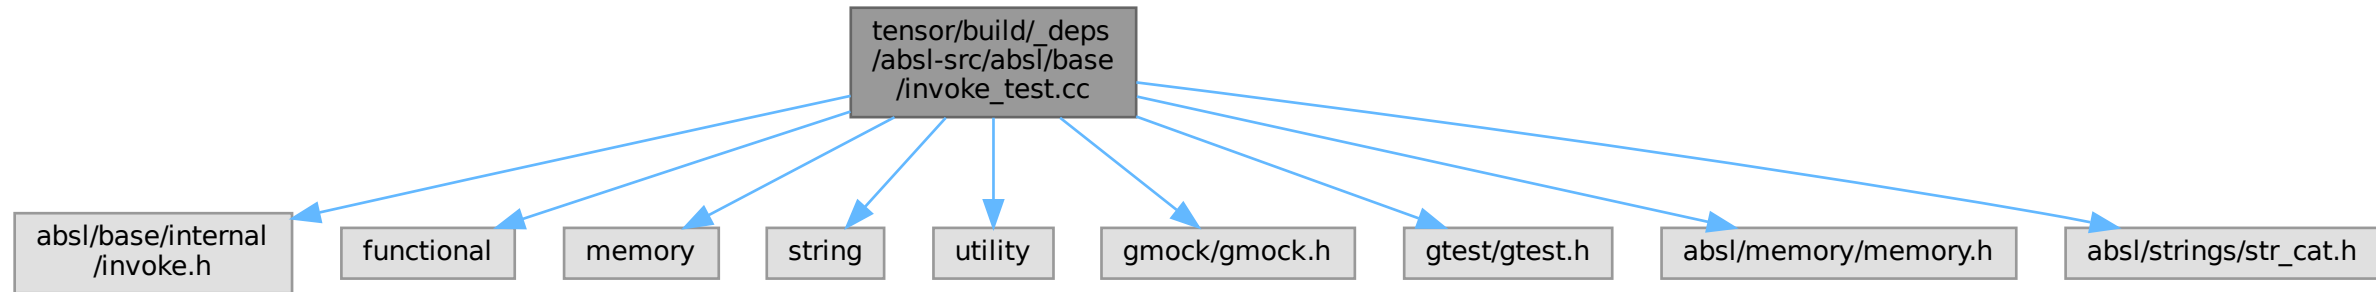 tensor/build/_deps
/absl-src/absl/base
/invoke_test.cc
absl/base/internal
/invoke.h
functional
memory
string
utility
gmock/gmock.h
gtest/gtest.h
absl/memory/memory.h
absl/strings/str_cat.h